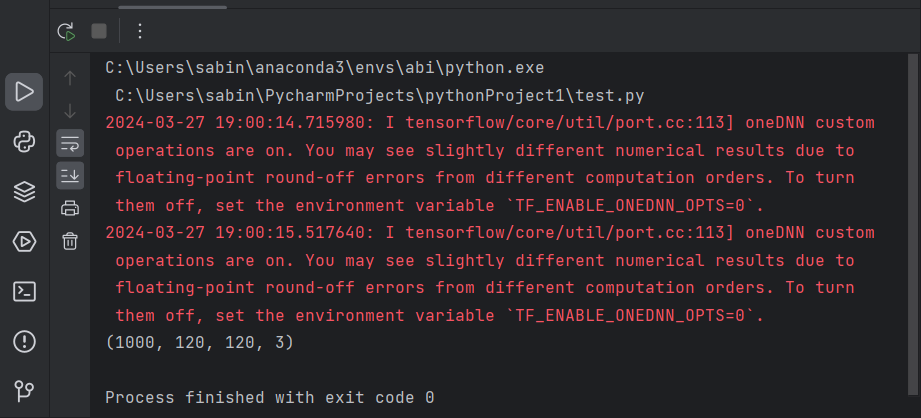 C:\Users\sabin\anaconda3\envs\abi\python.exe
C:\Users\sabin\PycharmProjects\pythonProject1\test.py
2024-03-27 19:00:14.715980: I tensorflow/core/util/port.cc:113] oneDNN custom
operations are on. You may see slightly different numerical results due to
floating-point round-off errors from different computation orders. To turn
them off, set the environment variable `TF_ENABLE_ONEDNN_OPTS=0`.
2024-03-27 19:00:15.517640: I tensorflow/core/util/port.cc:113] oneDNN custom
operations are on. You may see slightly different numerical results due to
floating-point round-off errors from different computation orders. To turn
them off, set the environment variable `TF_ENABLE_ONEDNN_OPTS=0`.
(1000, 120, 120, 3)
Process finished with exit code 0